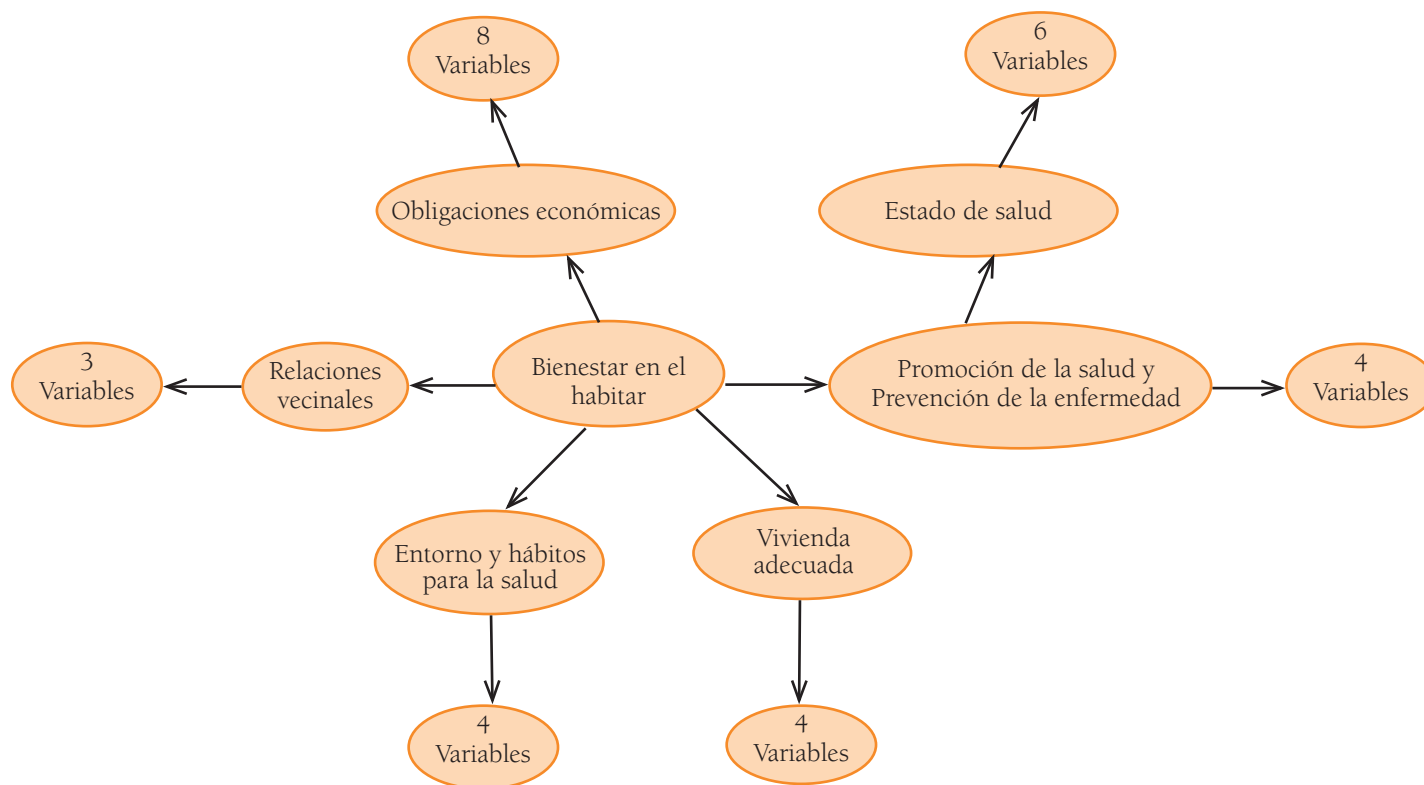 8
Variables
6
Variables
Obligaciones económicas
Estado de salud
3
Variables
Relaciones
vecinales
Bienestar en el
habitar
Promoción de la salud y
Prevención de la enfermedad
4
Variables
Entorno y hábitos
para la salud
Vivienda
adecuada
4
Variables
4
Variables